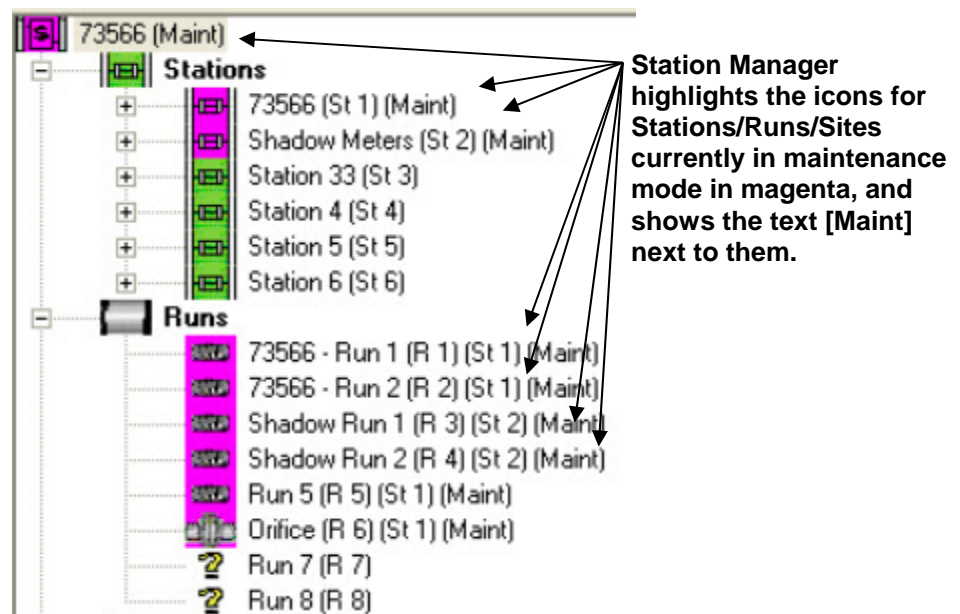 73566 (Maint)
Stations
73566 (St 1) (Maint)
Shadow Meters (St 2) (Maint)
Station 33 (St 3)
Station 4 (St 4)
Station 5 (St 5)
Station 6 (St 6)
Runs
73566 - Run 1 (R 1) (St 1) (Maint)
73566 - Run 2 (R 2) (St 1) (Maint)
Shadow Run 1 (R 3) (St 2) (Maint)
Shadow Run 2 (R 4) (St 2) (Maint)
Run 5 (R 5) (St 1) (Maint)
Orifice (R 6) (St 1) (Maint)
Run 7 (R 7)
Run 8 (R 8)
Station Manager
highlights the icons for
Stations/Runs/Sites
currently in maintenance
mode in magenta, and
shows the text [Maint]
next to them.